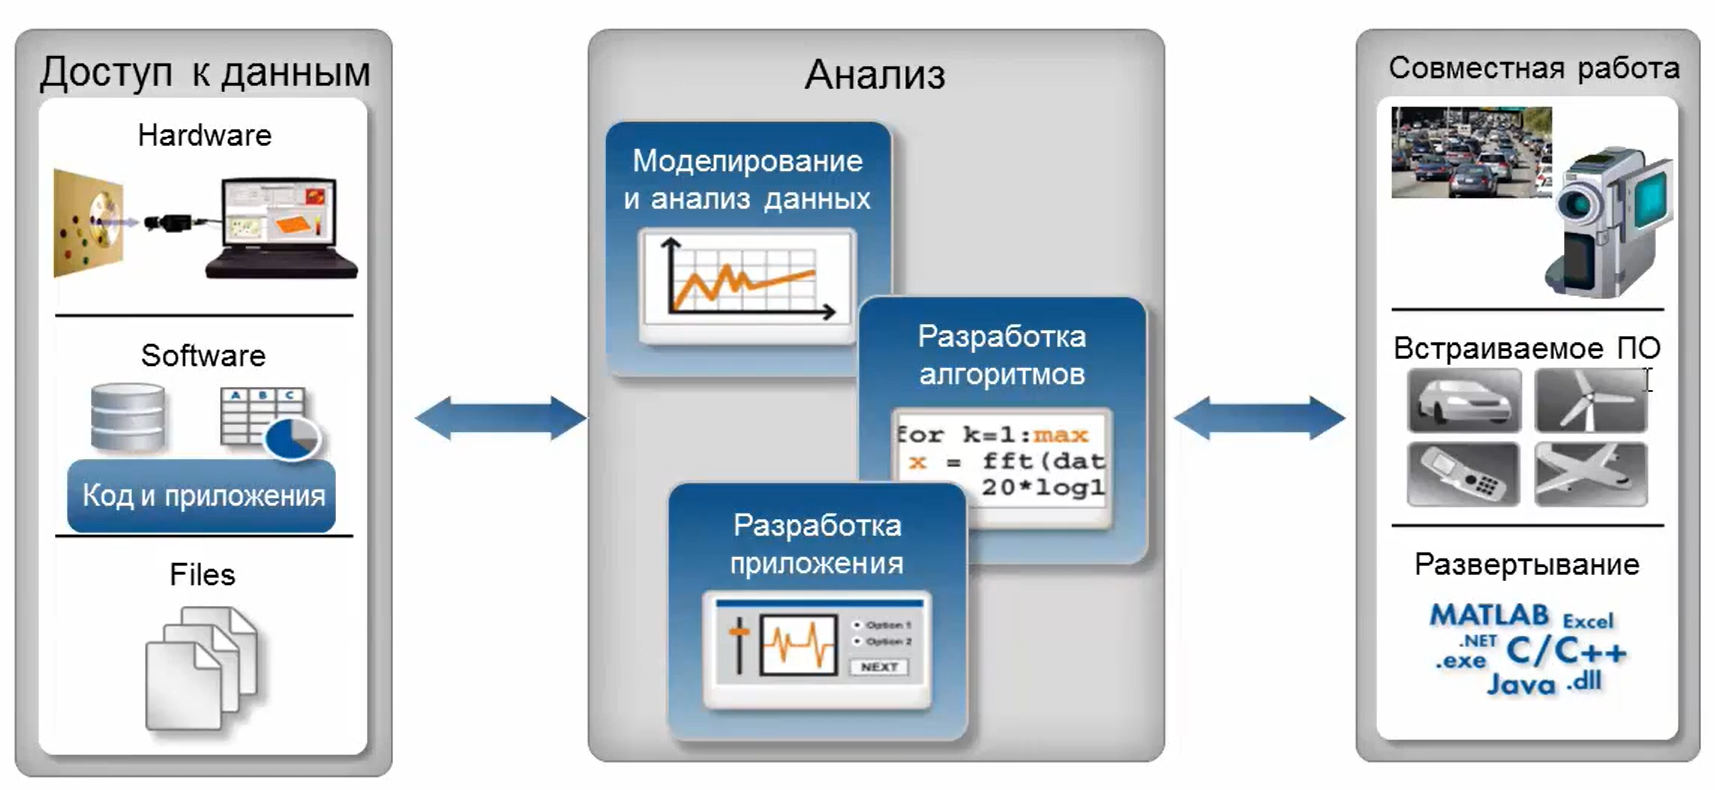 Доступ к данным
Hardware
Software
A B C
Код и приложения
Files
Анализ
Моделирование
и анализ данных
Разработка
алгоритмов
for k=1:max
x = fft(dat
20*log1
Разработка
приложения
Option 1
Option 2
NEXT
Совместная работа
Встраиваемое ПО
Развертывание
MATLAB Excel
.NET C/C++
.exe
Java .dll